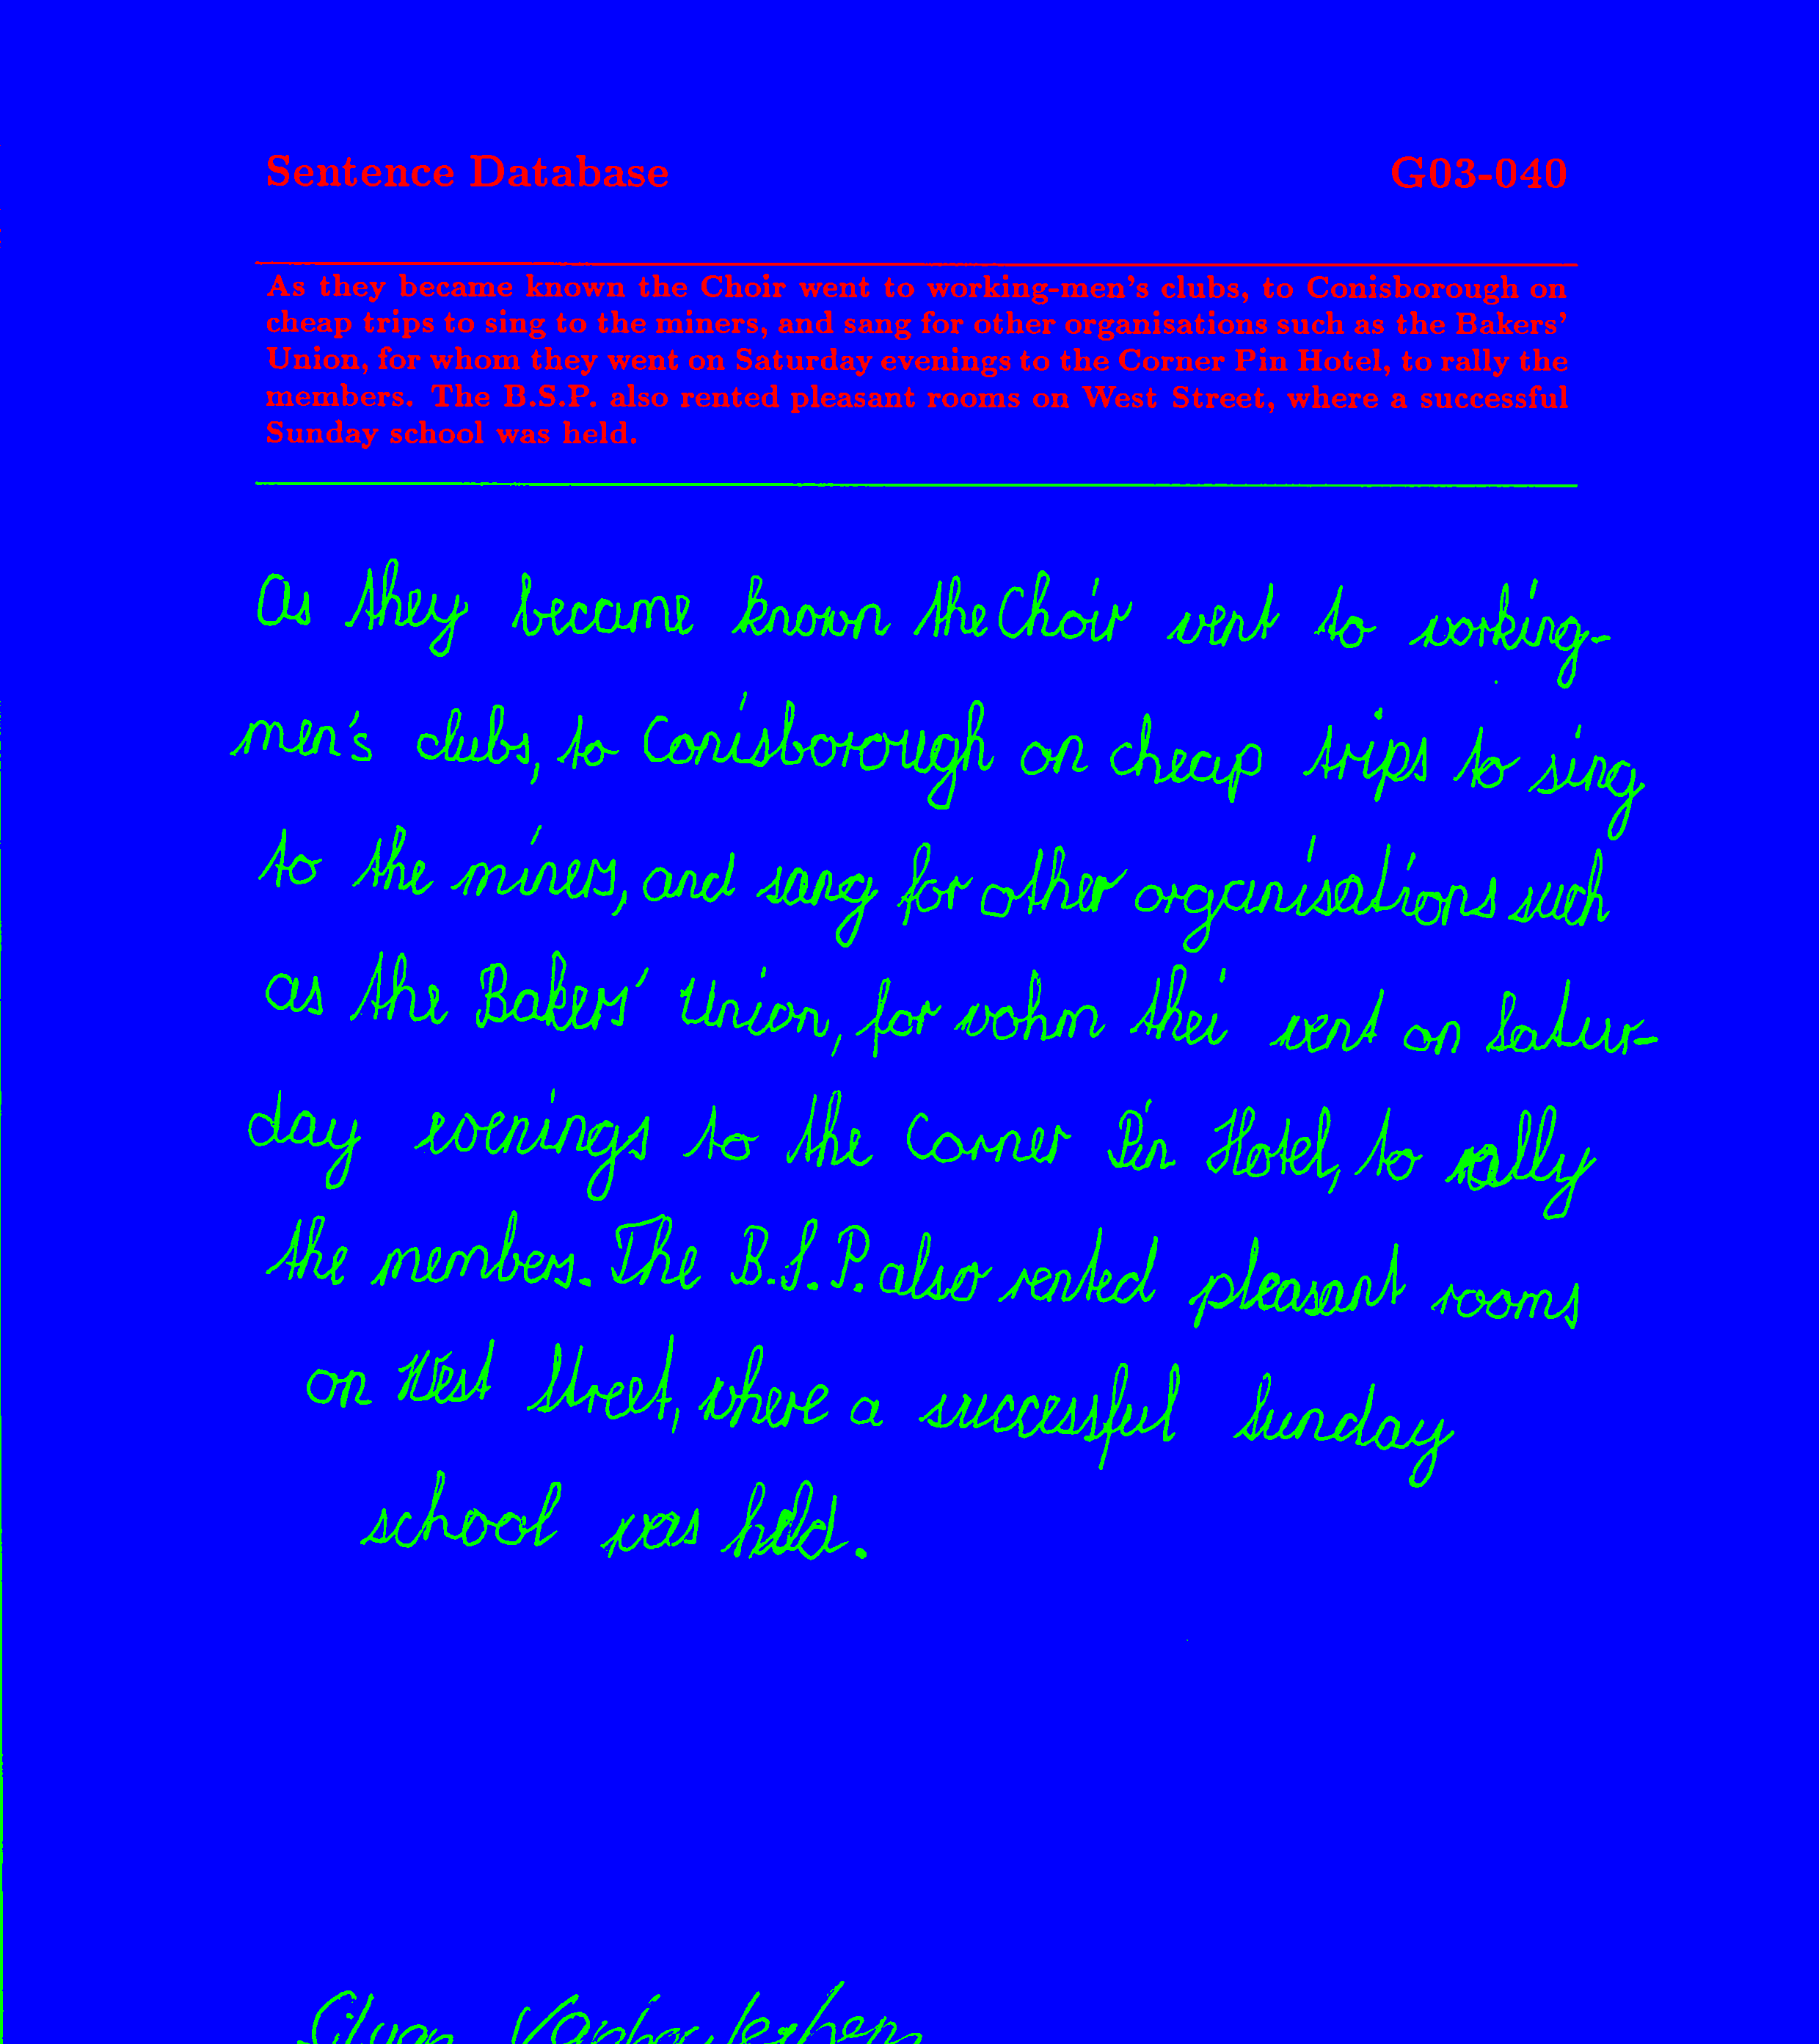 Sentence Database G03-040
As they became known the Choir went to working-men's clubs, to Conisborough on
cheap trips to sing to the miners, and sang for other organisations such as the Bakers'
Union, for whom they went on Saturday evenings to the Corner Pin Hotel, to rally the
members. The B.S.P. also rented pleasant rooms on West Street, where a successful
Sunday school was held.
As they became known the Choir went to working-
men's clubs, to Conisborough on cheap trips to sing
to the miners, and sang for other organisations such
as the Bakers' Union, for wohm thei went on Satur-
day evenings to the Corner Pin Hotel, to rally
the members. The B.S.P. also rented pleasant rooms
on West Street, where a successful Sunday
school was held.